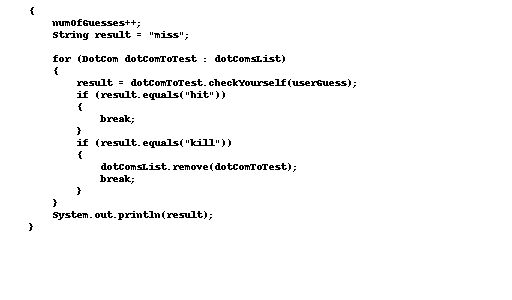 {
numOfGuesses++;
String result = "miss";
for (DotCom dotComToTest : dotComsList)
{
result = dotComToTest.checkYourself(userGuess);
if (result.equals("hit"))
{
break;
}
if (result.equals("kill"))
{
dotComsList.remove(dotComToTest);
break;
}
}
System.out.println(result);
}